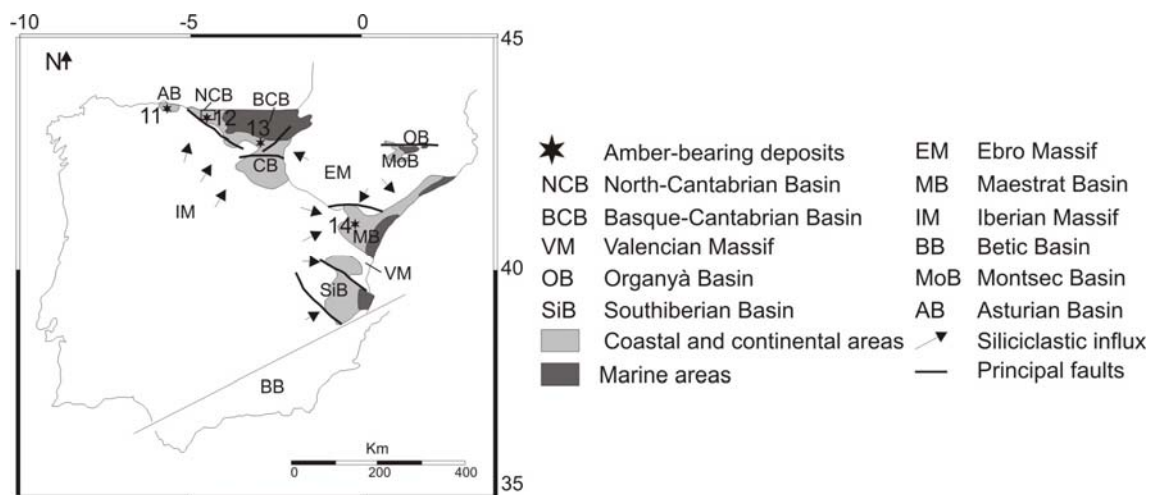 -10 -5 0
45
N
AB NCB BCB
11 12 13
OB
CB MoB
EM
IM
14 MB
40
VM
SiB
BB
Km
0 200 400
35
Amber-bearing deposits EM Ebro Massif
NCB North-Cantabrian Basin MB Maestrat Basin
BCB Basque-Cantabrian Basin IM Iberian Massif
VM Valencian Massif BB Betic Basin
OB Organyà Basin MoB Montsec Basin
SiB Southiberian Basin AB Asturian Basin
Coastal and continental areas Siliciclastic influx
Marine areas Principal faults